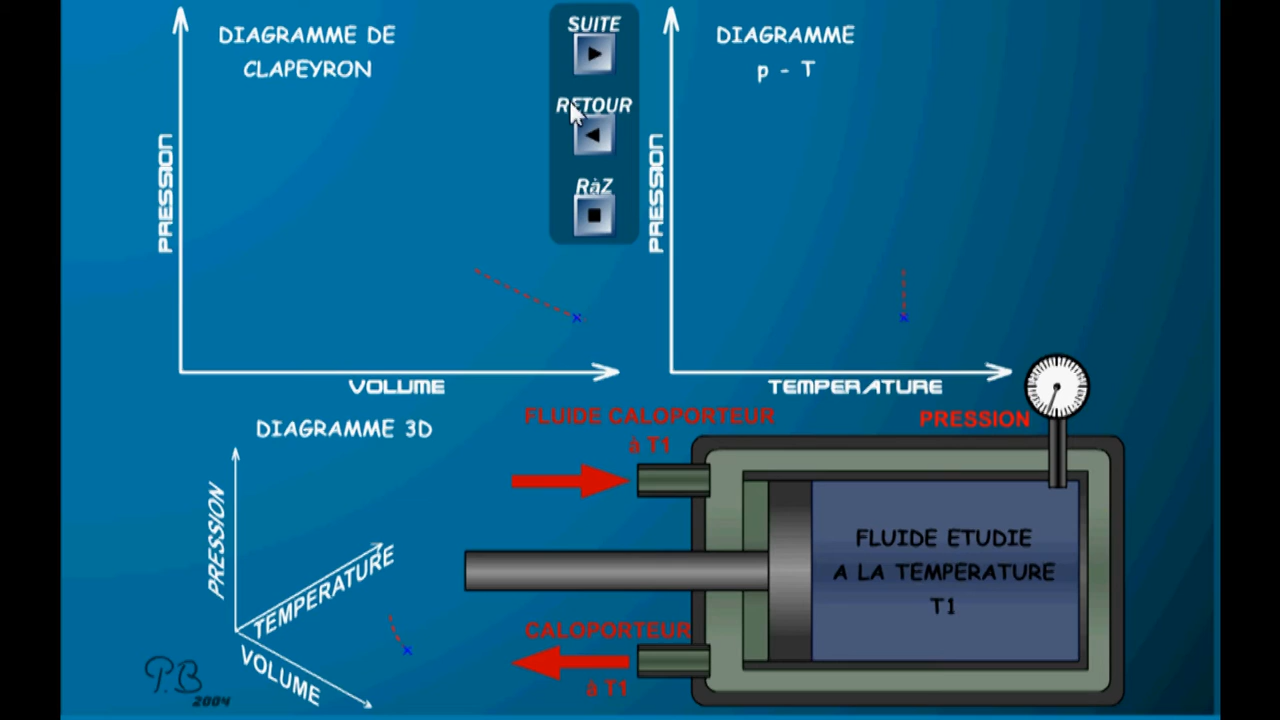 DIAGRAMME DE
CLAPEYRON
PRESSION
VOLUME
SUITE
RETOUR
RàZ
DIAGRAMME
p - T
PRESSION
TEMPERATURE
DIAGRAMME 3D
PRESSION
TEMPERATURE
VOLUME
P.B
2004
FLUIDE CALOPORTEUR
à T1
PRESSION
FLUIDE ETUDIE
A LA TEMPERATURE
T1
CALOPORTEUR
à T1